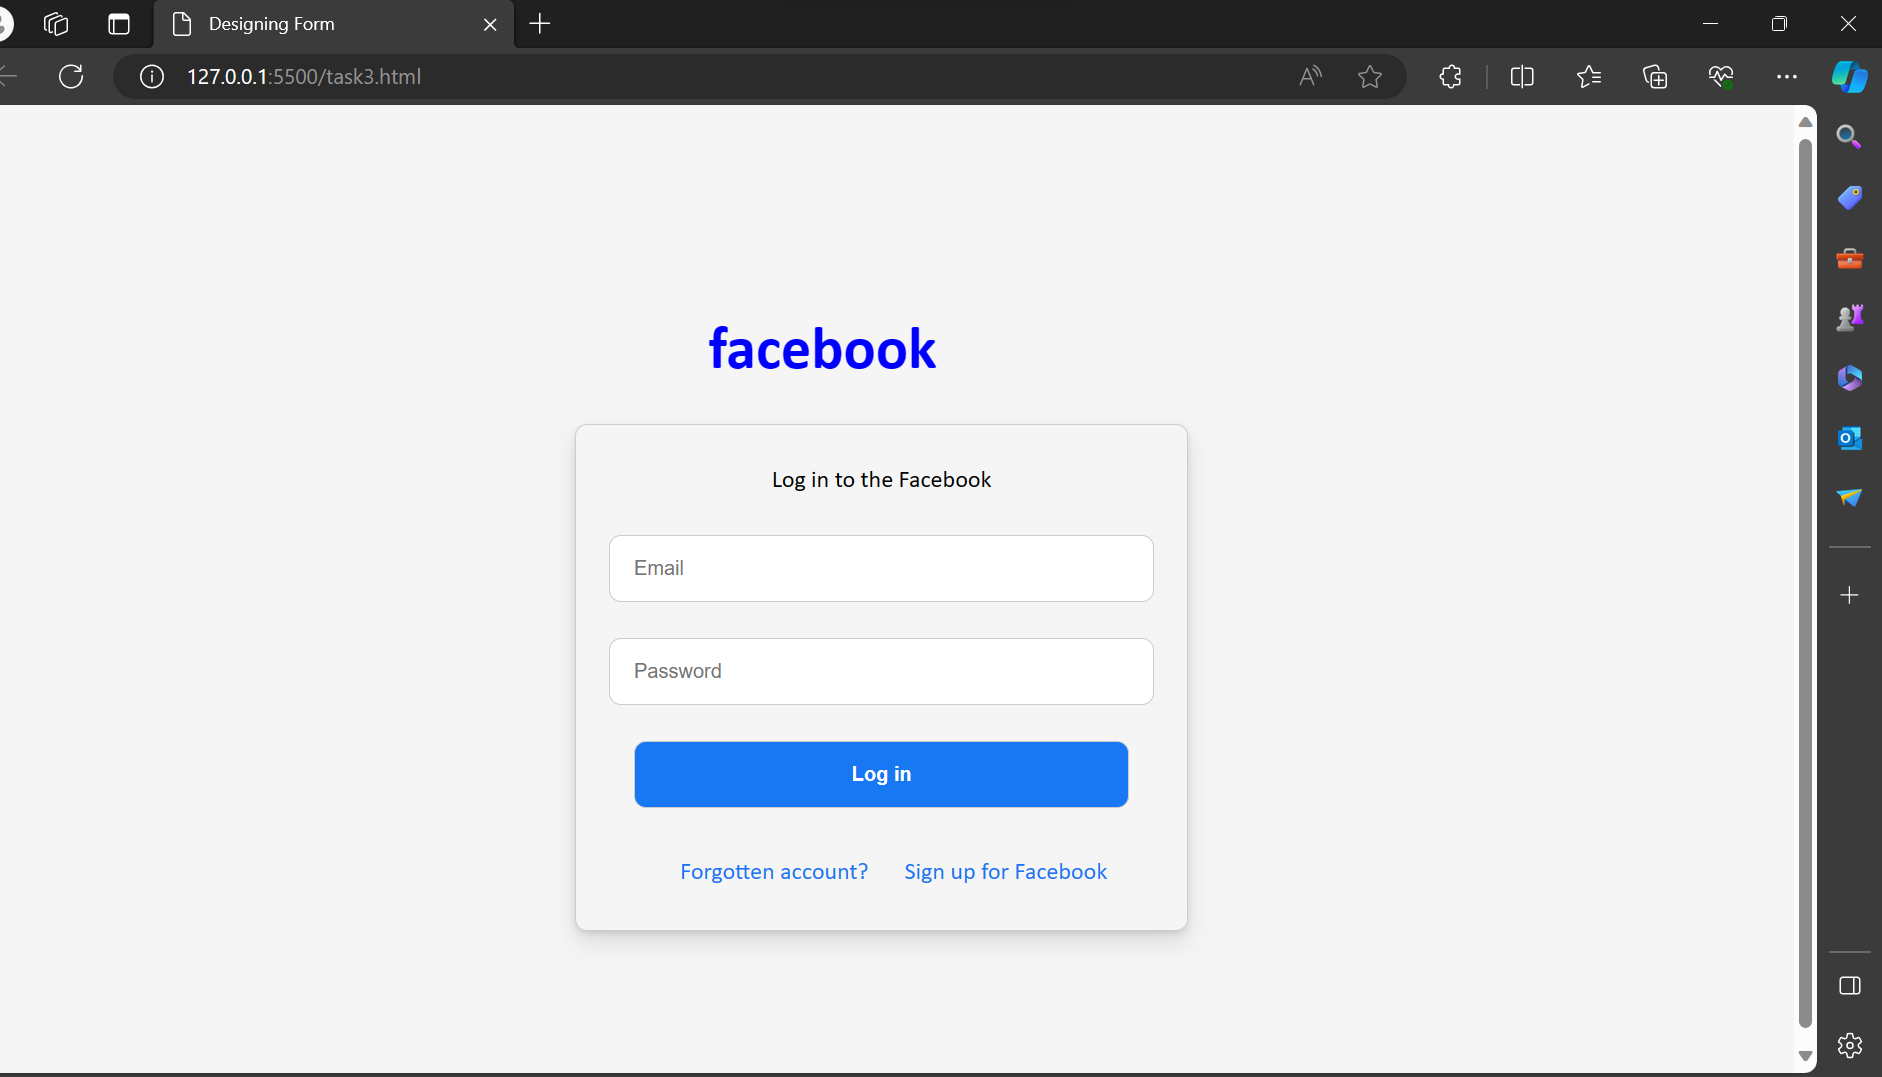 Designing Form
127.0.0.1:5500/task3.html
facebook
Log in to the Facebook
Email
Password
Log in
Forgotten account? Sign up for Facebook